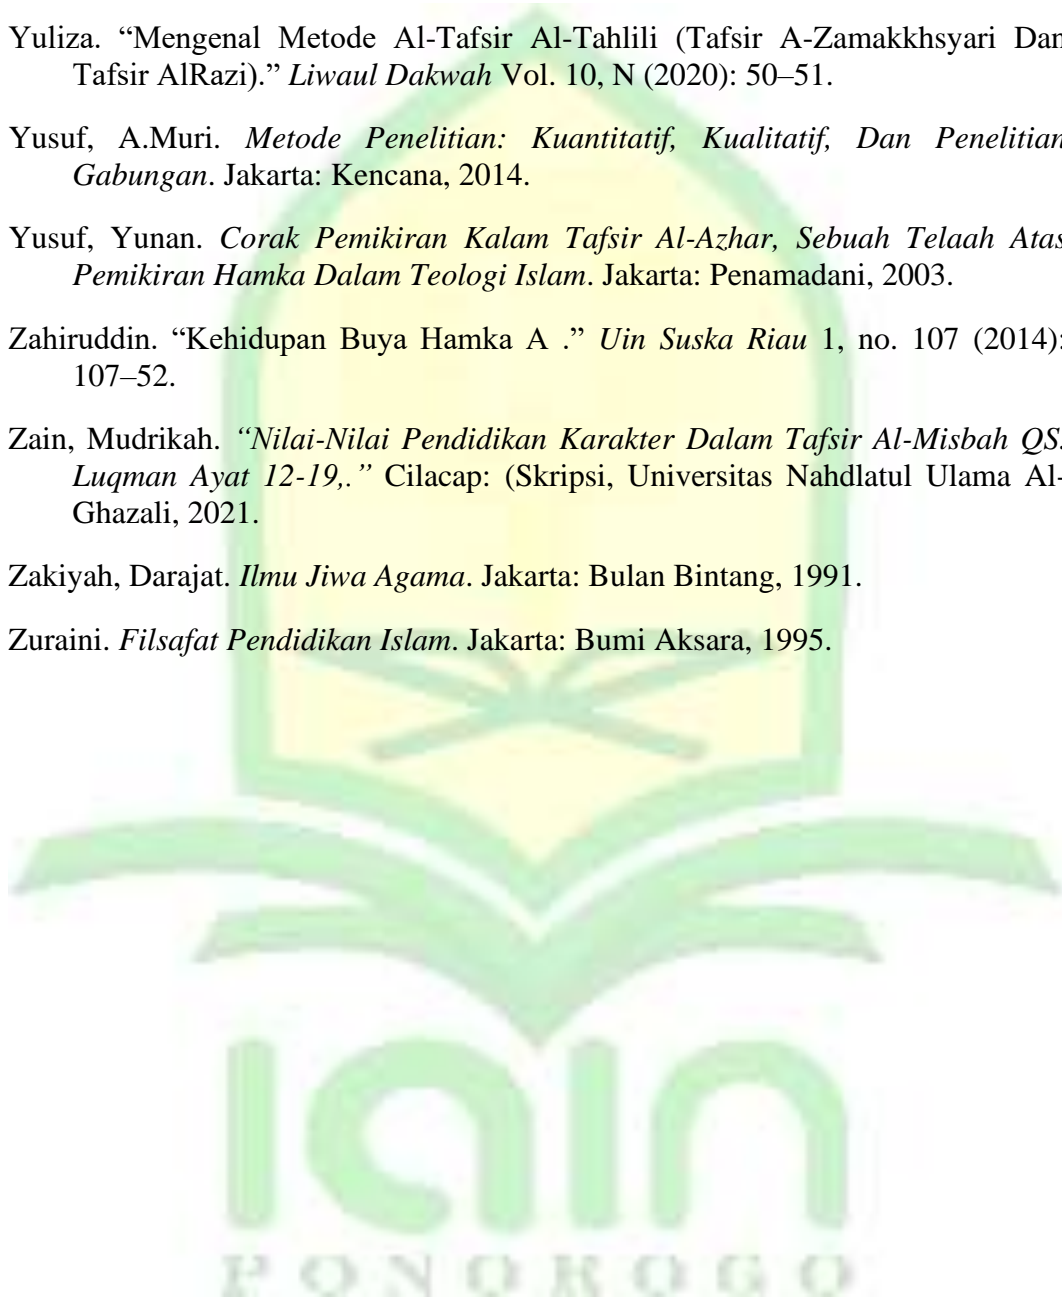 Yuliza. “Mengenal Metode Al-Tafsir Al-Tahlili (Tafsir A-Zamakkhsyari Dan
Tafsir AlRazi).” Liwaul Dakwah Vol. 10, N (2020): 50–51.
Yusuf, A.Muri. Metode Penelitian: Kuantitatif, Kualitatif, Dan Penelitian
Gabungan. Jakarta: Kencana, 2014.
Yusuf, Yunan. Corak Pemikiran Kalam Tafsir Al-Azhar, Sebuah Telaah Atas
Pemikiran Hamka Dalam Teologi Islam. Jakarta: Penamadani, 2003.
Zahiruddin. “Kehidupan Buya Hamka A .” Uin Suska Riau 1, no. 107 (2014):
107–52.
Zain, Mudrikah. “Nilai-Nilai Pendidikan Karakter Dalam Tafsir Al-Misbah QS.
Luqman Ayat 12-19,.” Cilacap: (Skripsi, Universitas Nahdlatul Ulama Al-
Ghazali, 2021.
Zakiyah, Darajat. Ilmu Jiwa Agama. Jakarta: Bulan Bintang, 1991.
Zuraini. Filsafat Pendidikan Islam. Jakarta: Bumi Aksara, 1995.
iain
PONOROGO